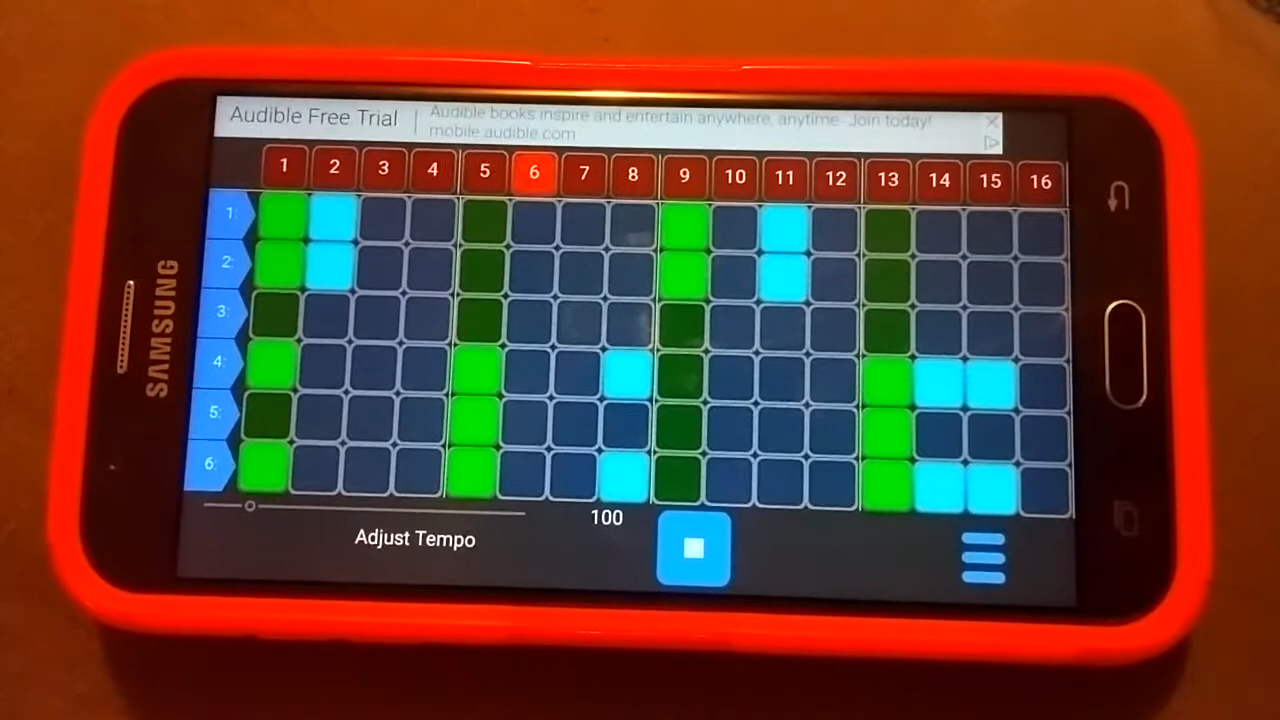 Audible Free Trial
Audible books inspire and entertain anywhere, anytime. Join today!
mobile.audible.com
1 2 3 4 5 6 7 8 9 10 11 12 13 14 15 16
1:
2:
3:
4:
5:
6:
SAMSUNG
100
Adjust Tempo